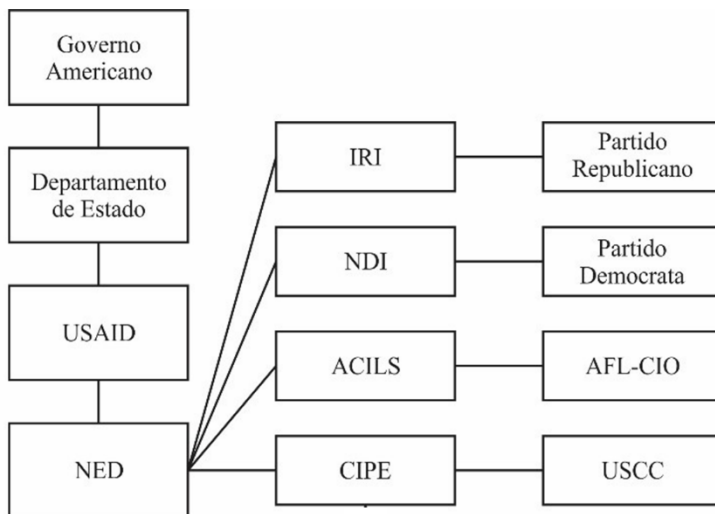 Governo
Americano
Departamento
de Estado
USAID
NED
IRI
NDI
ACILS
CIPE
Partido
Republicano
Partido
Democrata
AFL-CIO
USCC